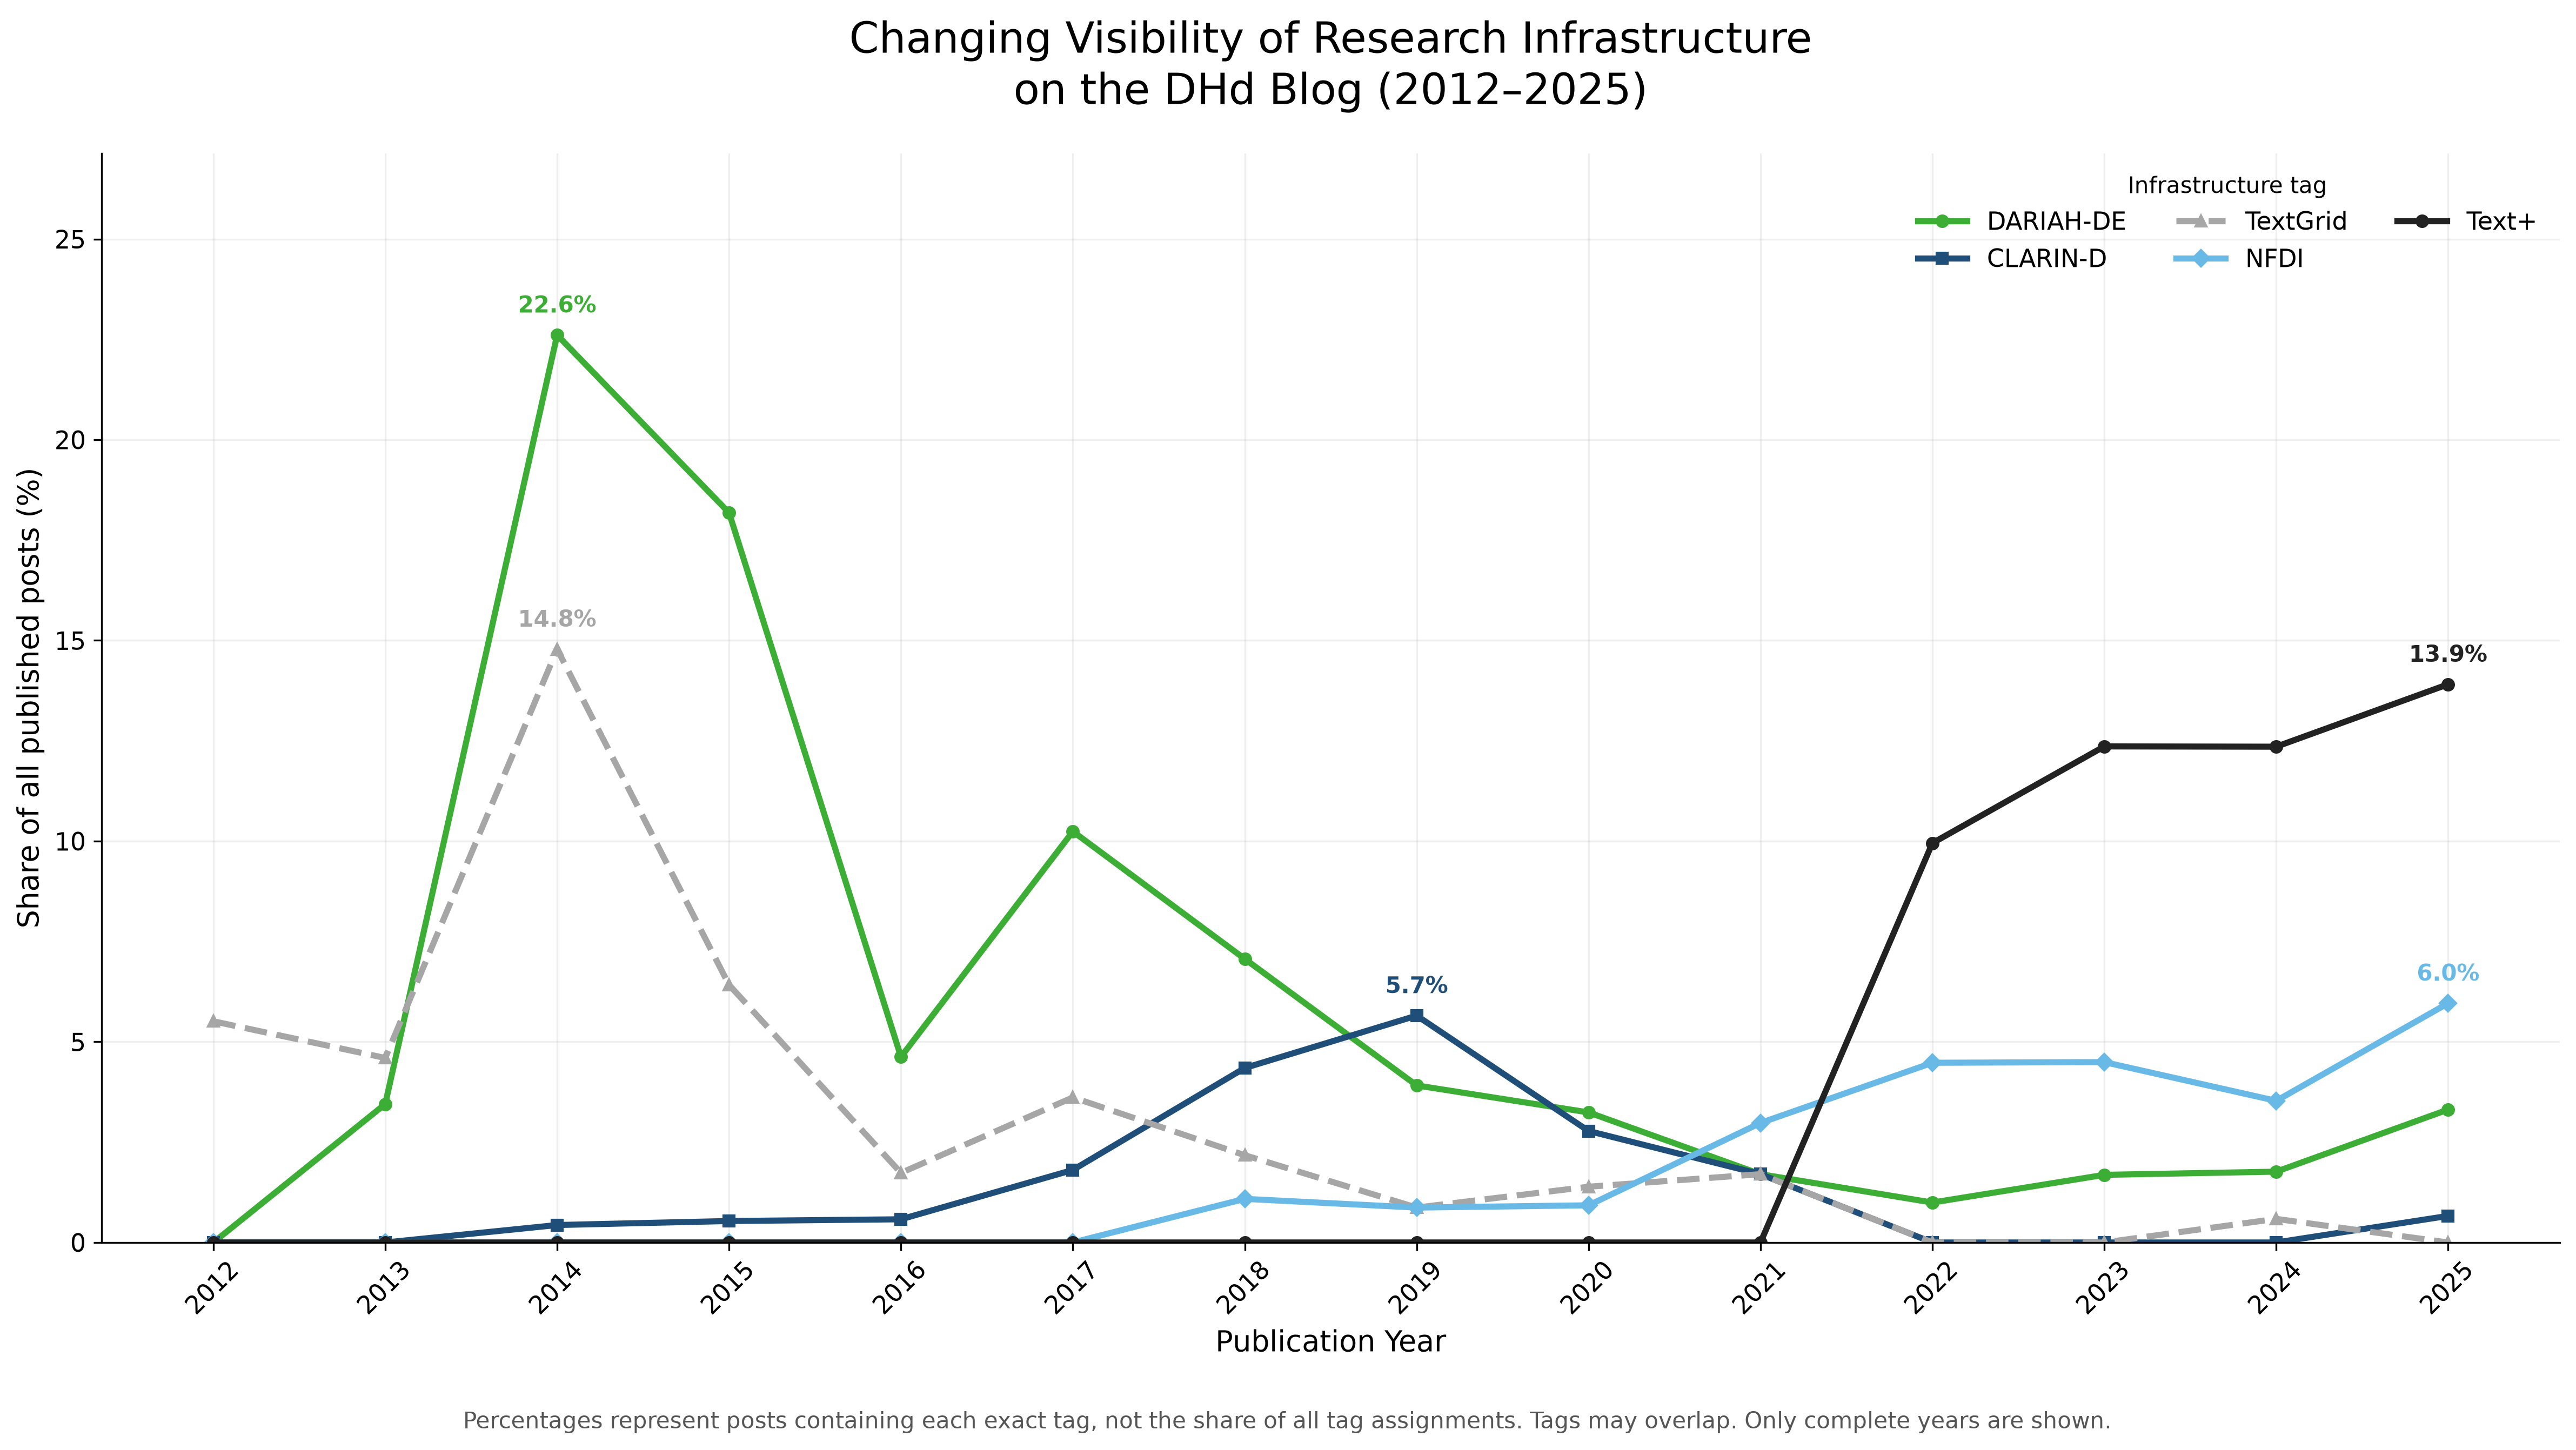 Changing Visibility of Research Infrastructure
on the DHd Blog (2012–2025)
Infrastructure tag
DARIAH-DE
TextGrid
Text+
CLARIN-D
NFDI
Share of all published posts (%)
25
20
15
10
5
0
22.6%
14.8%
5.7%
13.9%
6.0%
2012
2013
2014
2015
2016
2017
2018
2019
2020
2021
2022
2023
2024
2025
Publication Year
Percentages represent posts containing each exact tag, not the share of all tag assignments. Tags may overlap. Only complete years are shown.